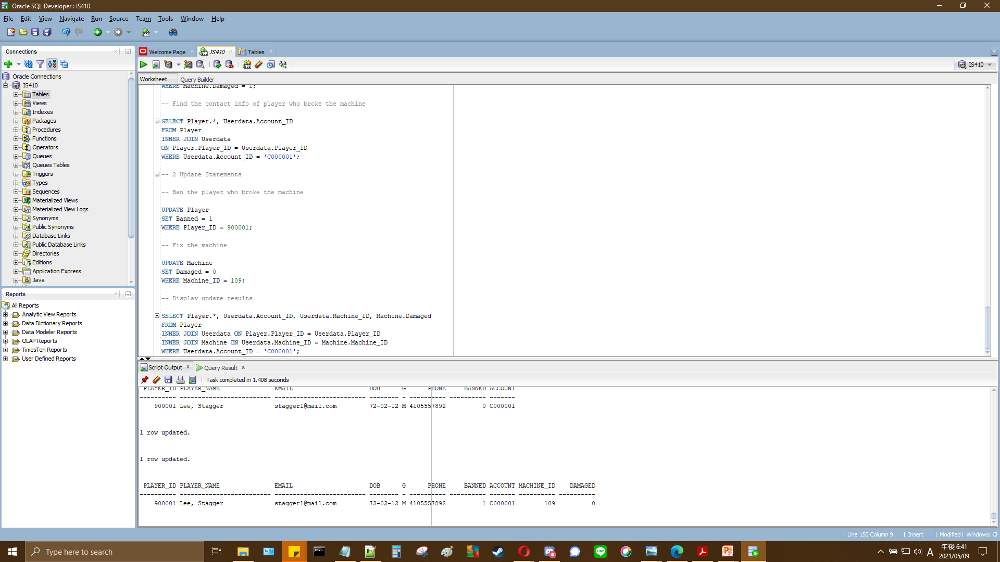 Oracle SQL Developer : IS410
File Edit View Navigate Run Source Team Tools Window Help
Connections
Oracle Connections
IS410
Tables
Views
Indexes
Packages
Procedures
Functions
Operators
Queues
Queues Tables
Triggers
Types
Sequences
Materialized Views
Materialized View Logs
Synonyms
Public Synonyms
Database Links
Public Database Links
Directories
Editions
Application Express
Java
Reports
All Reports
Analytic View Reports
Data Dictionary Reports
Data Modeler Reports
OLAP Reports
TimesTen Reports
User Defined Reports
Welcome Page IS410 Tables
IS410
Worksheet Query Builder
WHERE Machine.Damaged = 1;
-- Find the contact info of player who broke the machine
SELECT Player.*, Userdata.Account_ID
FROM Player
INNER JOIN Userdata
ON Player.Player_ID = Userdata.Player_ID
WHERE Userdata.Account_ID = 'C000001';
-- 2 Update Statements
-- Ban the player who broke the machine
UPDATE Player
SET Banned = 1
WHERE Player_ID = 900001;
-- Fix the machine
UPDATE Machine
SET Damaged = 0
WHERE Machine_ID = 109;
-- Display update results
SELECT Player.*, Userdata.Account_ID, Userdata.Machine_ID, Machine.Damaged
FROM Player
INNER JOIN Userdata ON Player.Player_ID = Userdata.Player_ID
INNER JOIN Machine ON Userdata.Machine_ID = Machine.Machine_ID
WHERE Userdata.Account_ID = 'C000001';
Script Output x Query Result x
Task completed in 1.408 seconds
PLAYER_ID PLAYER_NAME EMAIL DOB G PHONE BANNED ACCOUNT
---------- ------------------------- ------------------------- -------- - ---------- ---------- -------
900001 Lee, Stagger staggerl@mail.com 72-02-12 M 4105557892 0 C000001
1 row updated.
1 row updated.
PLAYER_ID PLAYER_NAME EMAIL DOB G PHONE BANNED ACCOUNT MACHINE_ID DAMAGED
---------- ------------------------- ------------------------- -------- - ---------- ---------- ------- ---------- ----------
900001 Lee, Stagger staggerl@mail.com 72-02-12 M 4105557892 1 C000001 109 0
Line 150 Column 9 Insert Modified Windows:
Type here to search
A
午後 6:41
2021/05/09